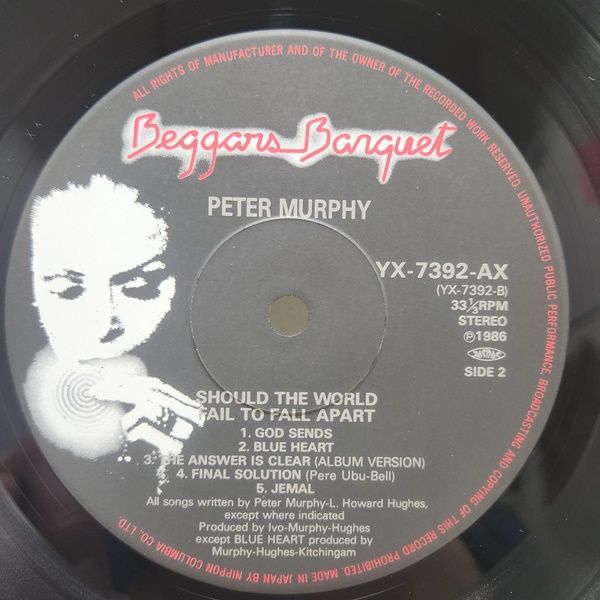 ALL RIGHTS OF MANUFACTURER AND OF THE OWNER OF THE RECORDED WORK RESERVED. UNAUTHORIZED PUBLIC PERFORMANCE, BROADCASTING AND COPYING OF THIS RECORD PROHIBITED. MADE IN JAPAN BY NIPPON COLUMBIA CO., LTD.
Beggars Banquet
PETER MURPHY
YX-7392-AX
(YX-7392-B)
33 1/3 RPM
STEREO
Ⓟ1986
SIDE 2
SHOULD THE WORLD
FAIL TO FALL APART
1. GOD SENDS
2. BLUE HEART
3. THE ANSWER IS CLEAR (ALBUM VERSION)
4. FINAL SOLUTION (Pere Ubu-Bell)
5. JEMAL
All songs written by Peter Murphy-L. Howard Hughes,
except where indicated
Produced by Ivo-Murphy-Hughes
except BLUE HEART produced by
Murphy-Hughes-Kitchingam